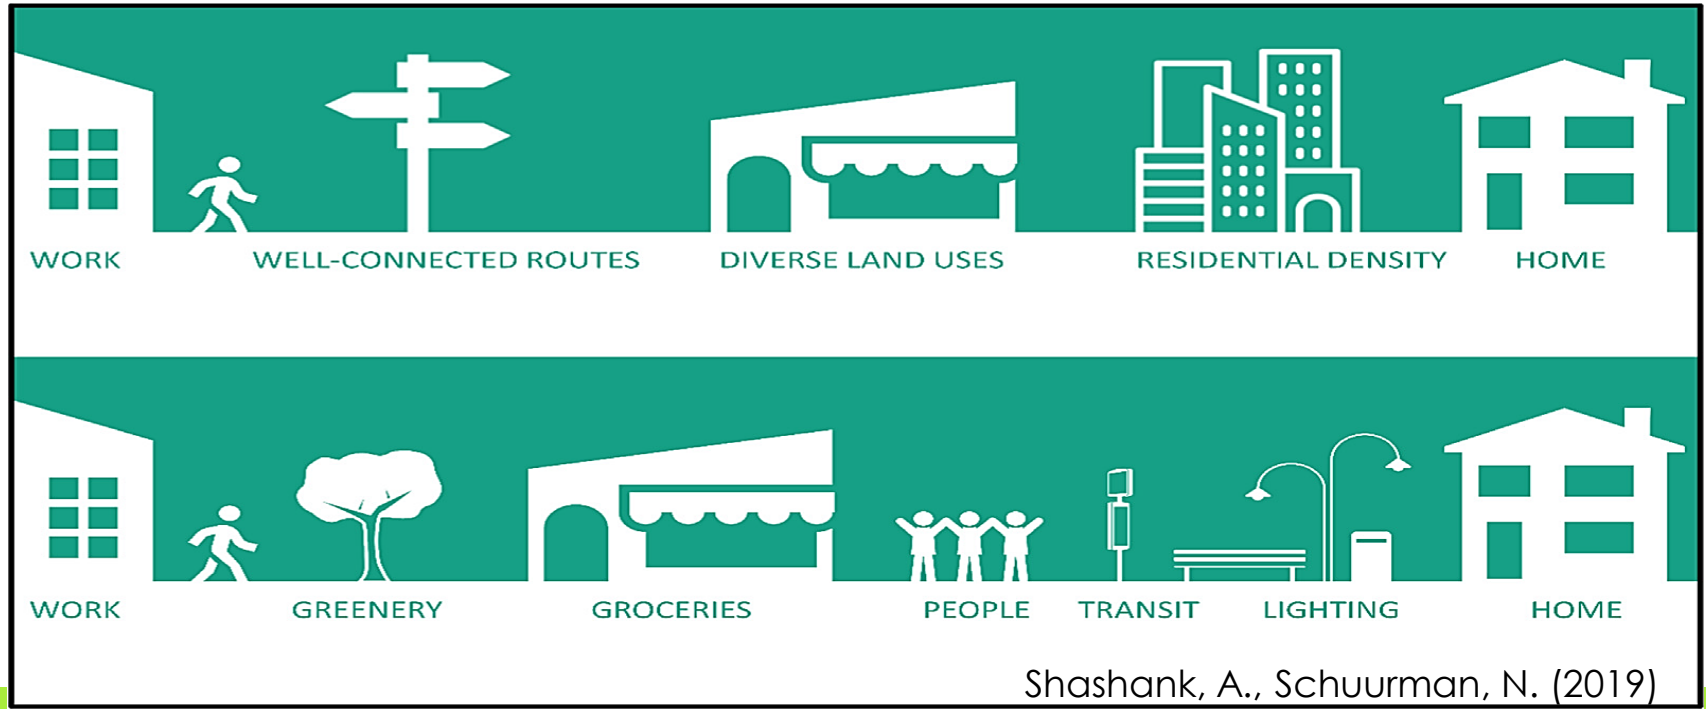 WORK WELL-CONNECTED ROUTES DIVERSE LAND USES RESIDENTIAL DENSITY HOME
WORK GREENERY GROCERIES PEOPLE TRANSIT LIGHTING HOME
Shashank, A., Schuurman, N. (2019)